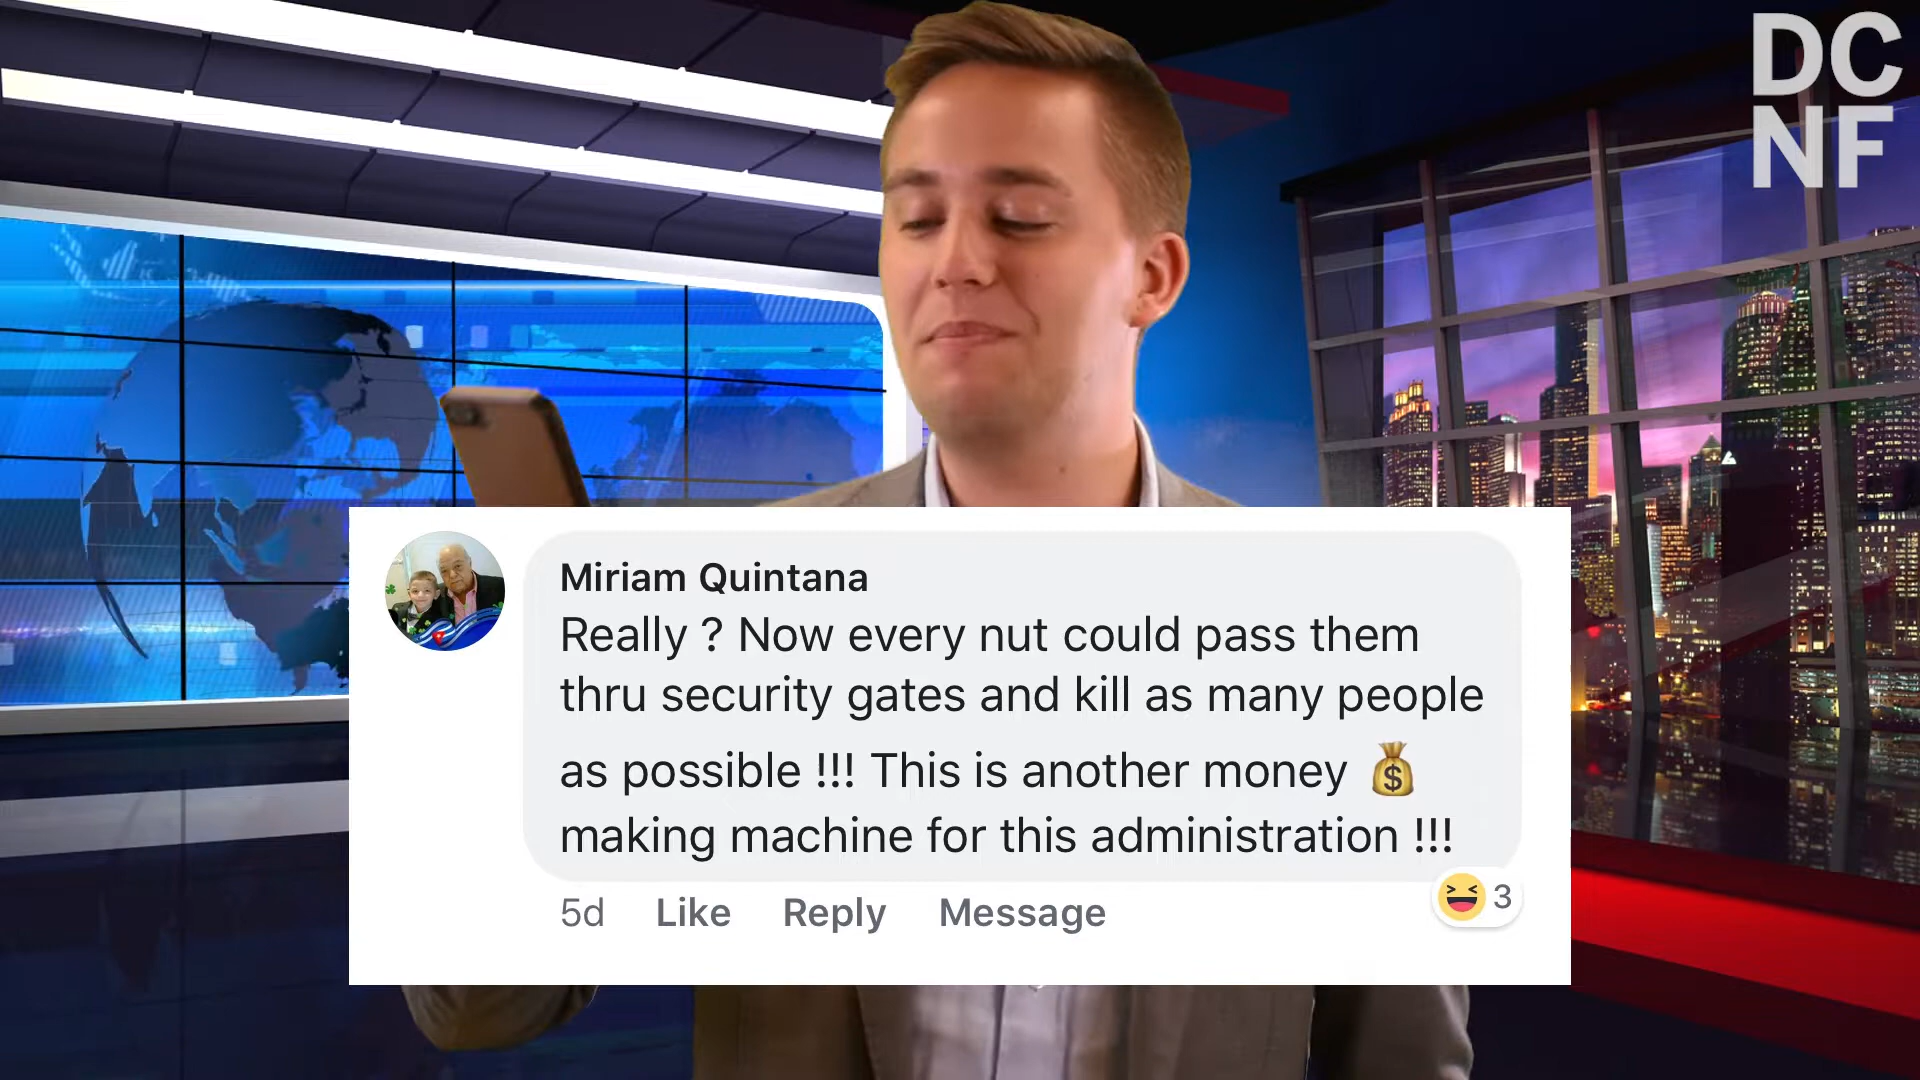 DC
NF
Miriam Quintana
Really ? Now every nut could pass them
thru security gates and kill as many people
as possible !!! This is another money 💰
making machine for this administration !!!
5d Like Reply Message
3